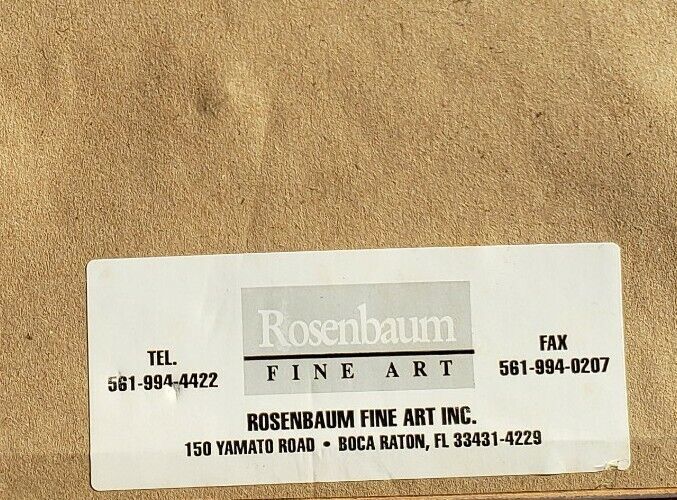 Rosenbaum
FINE ART
TEL.
561-994-4422
FAX
561-994-0207
ROSENBAUM FINE ART INC.
150 YAMATO ROAD • BOCA RATON, FL 33431-4229